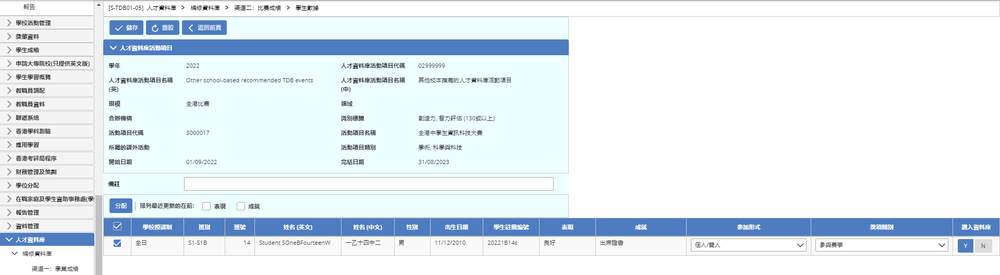 報告
學校活動管理
獎懲資料
學生成績
申請大專院校(只提供英文版)
學生學習概覽
教職員調配
教職員資料
聯遞系統
香港學科測驗
應用學習
香港考評局程序
財務管理及策劃
學位分配
在職家庭及學生資助事務處(學
報告管理
資料管理
人才資料庫
編修資料庫
渠道一：學業成績
[S-TDB01-05] 人才資料庫 > 編修資料庫 > 渠道二：比賽成績 > 學生數據
儲存 重設 返回前頁
人才資料庫活動項目
學年 2022 人才資料庫活動項目代碼 02999999
人才資料庫活動項目名稱 Other school-based recommended TDB events 人才資料庫活動項目名稱 其他校本推薦的人才資料庫活動項目
(英) (中)
規模 全港比賽 領域
合辦機構 識別標籤 創造力, 智力評估 (130或以上)
活動項目代碼 3000017 活動項目名稱 全港中學生資訊科技大賽
所屬的課外活動 活動項目類別 學術, 科學與科技
開始日期 01/09/2022 完結日期 31/08/2023
備註
分配 排列最近更新的在前: 表現 成就
學校授課制 班別 班號 姓名 (英文) 姓名 (中文) 性別 出生日期 學生註冊編號 表現 成就 參加形式 獎項類別 選入資料庫
全日 S1-S1B 14 Student SOneBFourteenW 一乙十四中二 男 11/12/2010 20221B14s 良好 出席證書 個人/雙人 參與賽事 Y N